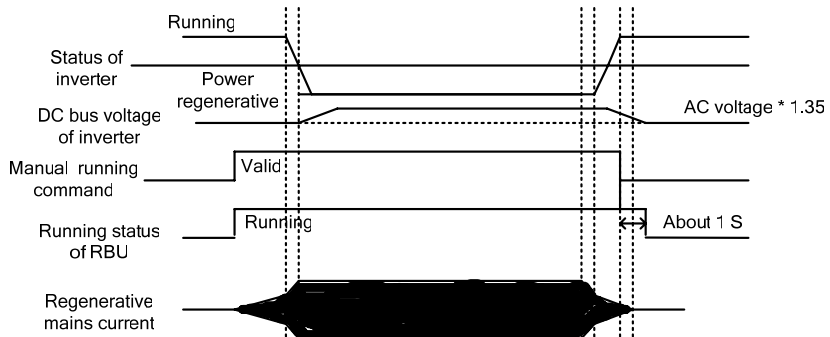 Running
Status of
inverter
Power
regenerative
DC bus voltage
of inverter
AC voltage * 1.35
Manual running
command
Valid
Running status
of RBU
Running
About 1 S
Regenerative
mains current